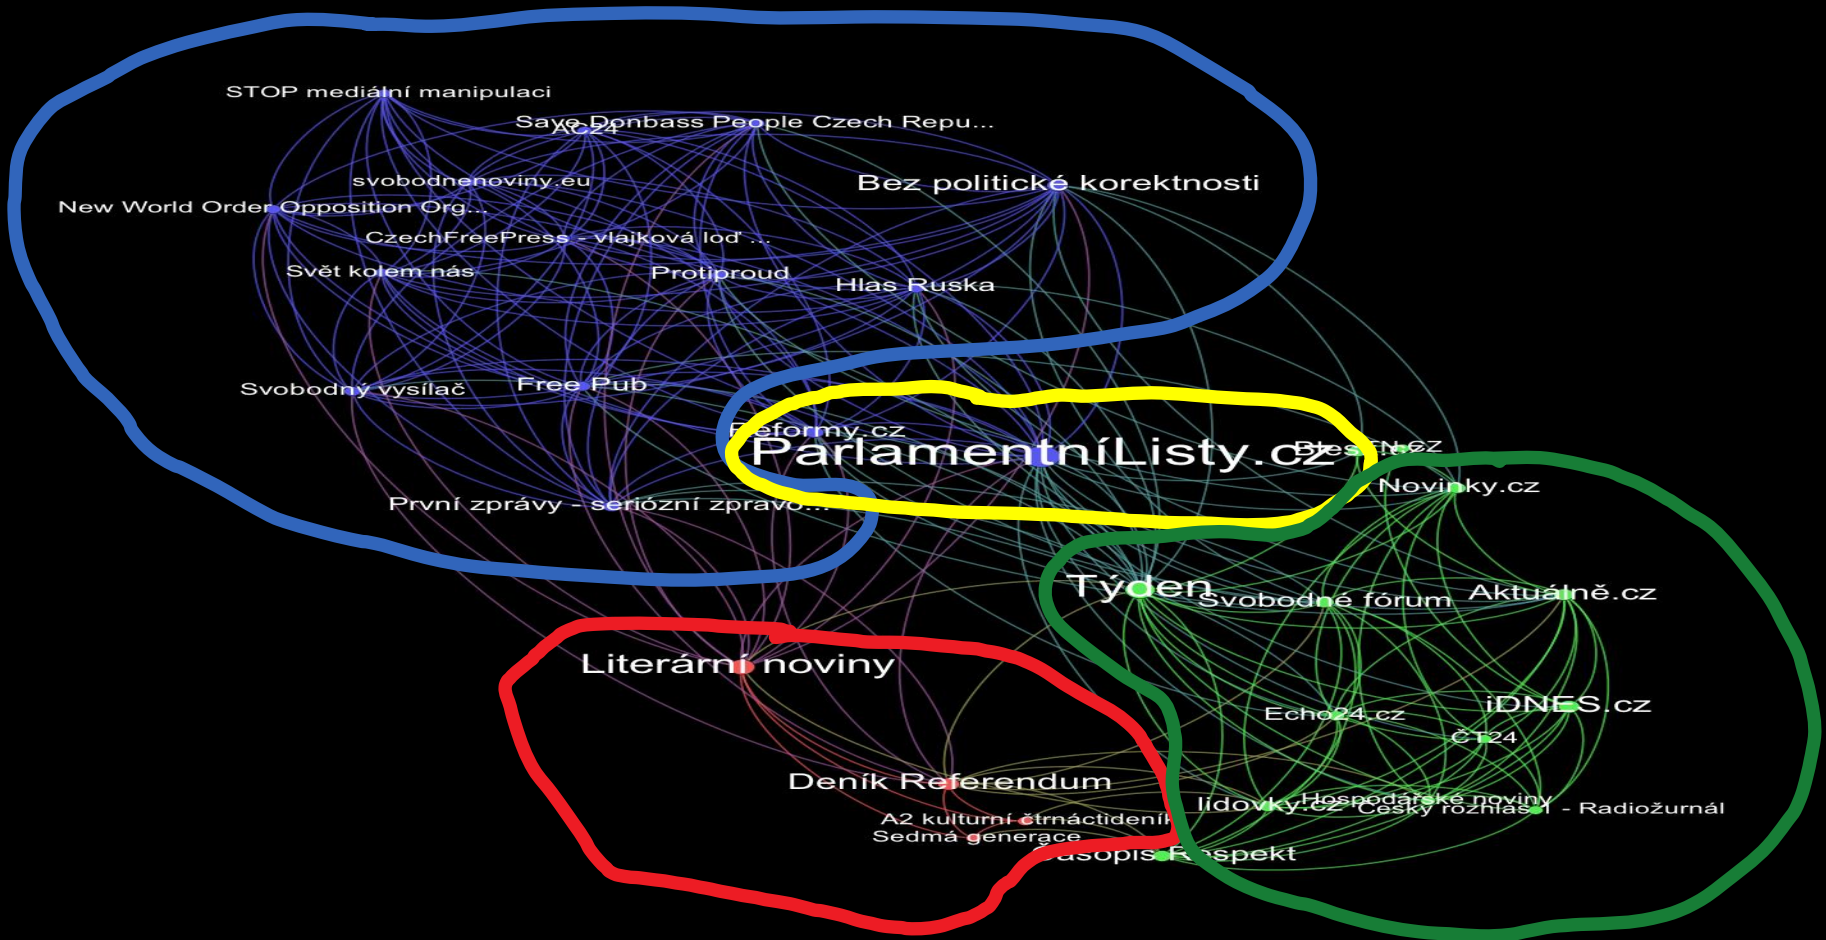 STOP mediální manipulaci
Save Donbass People Czech Repu...
AC24
svobodnenoviny.eu
Bez politické korektnosti
New World Order Opposition Org...
CzechFreePress - vlajková loď ...
Svět kolem nás
Protiproud
Hlas Ruska
Svobodný vysílač
Free Pub
Reformy.cz
ParlamentníListy.cz
Novinky.cz
První zprávy - seriózní zpravo...
Týden
Svobodné fórum
Aktuálně.cz
Literární noviny
iDNES.cz
Echo24.cz
ČT24
Deník Referendum
lidovky.cz
Hospodářské noviny
Český rozhlas 1 - Radiožurnál
A2 kulturní čtrnáctideník
Sedmá generace
Časopis Respekt